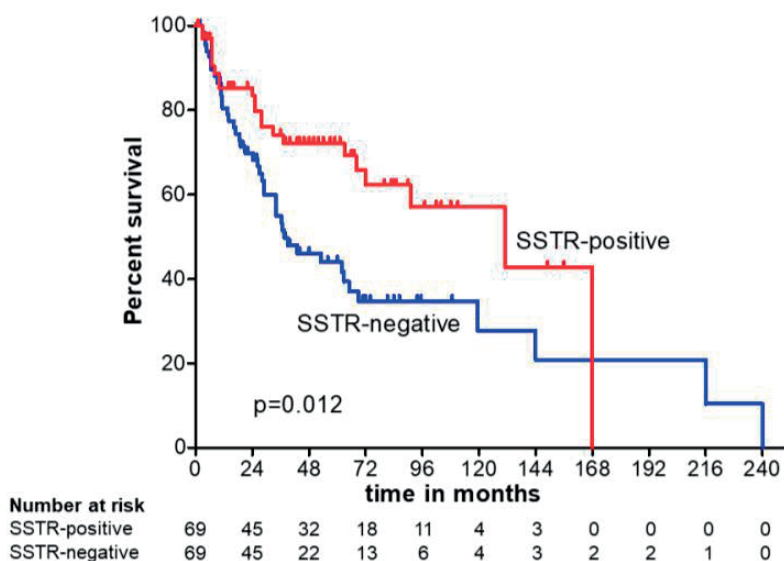 100
80
60
40
20
0
Percent survival
SSTR-positive
SSTR-negative
p=0.012
0 24 48 72 96 120 144 168 192 216 240
time in months
Number at risk
SSTR-positive 69 45 32 18 11 4 3 0 0 0 0
SSTR-negative 69 45 22 13 6 4 3 2 2 1 0